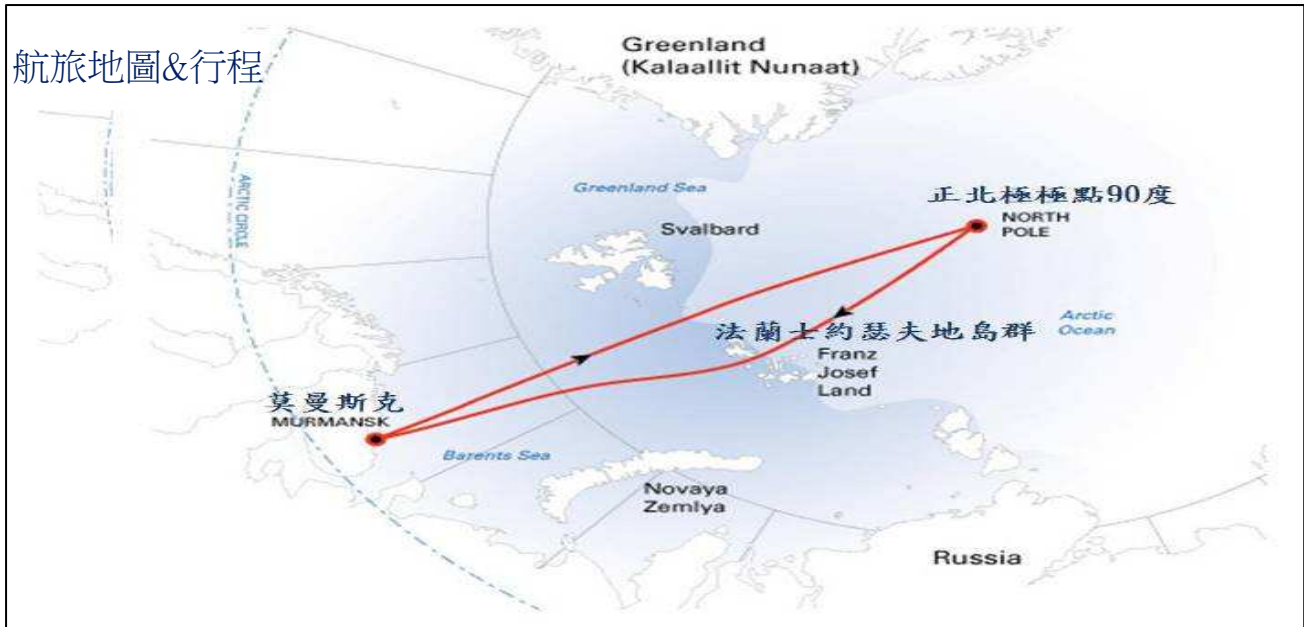 航旅地圖&行程
Greenland
(Kalaallit Nunaat)
ARCTIC CIRCLE
Greenland Sea
Svalbard
正北極極點90度
NORTH
POLE
法蘭士約瑟夫地島群
Arctic
Ocean
Franz
Josef
Land
莫曼斯克
MURMANSK
Barents Sea
Novaya
Zemlya
Russia